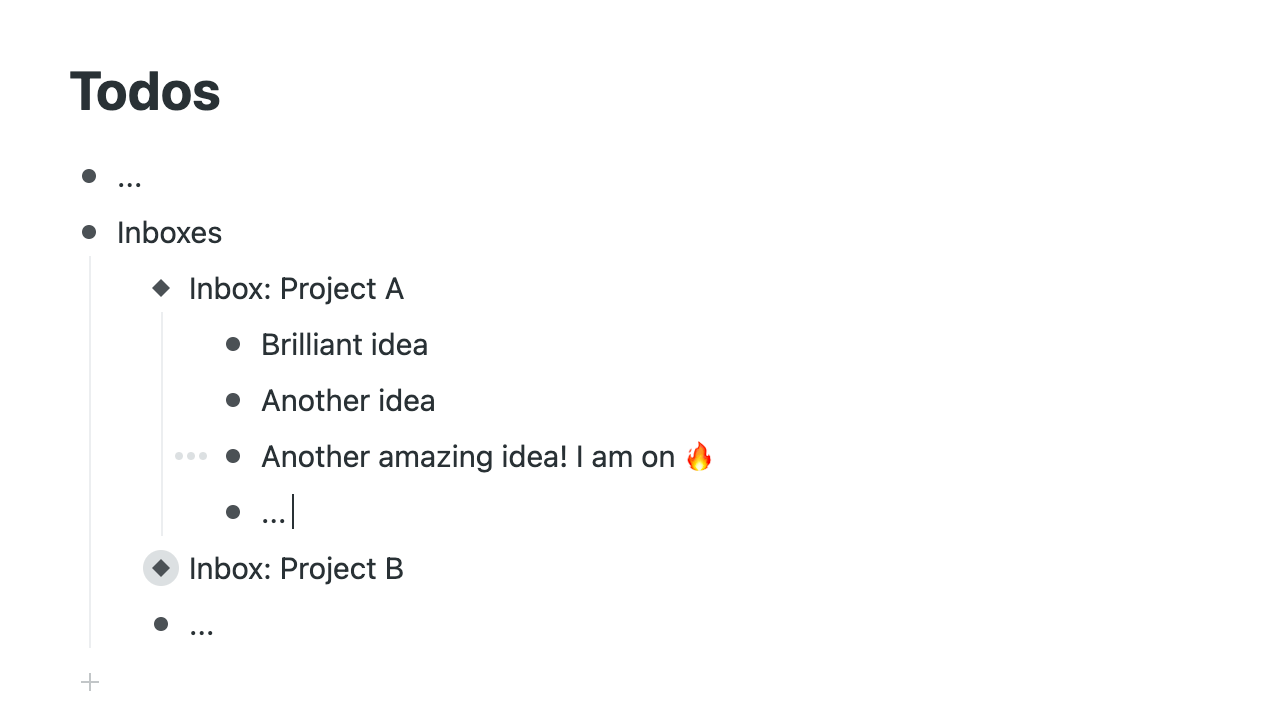 Todos
...
Inboxes
Inbox: Project A
Brilliant idea
Another idea
Another amazing idea! I am on 🔥
...
Inbox: Project B
...